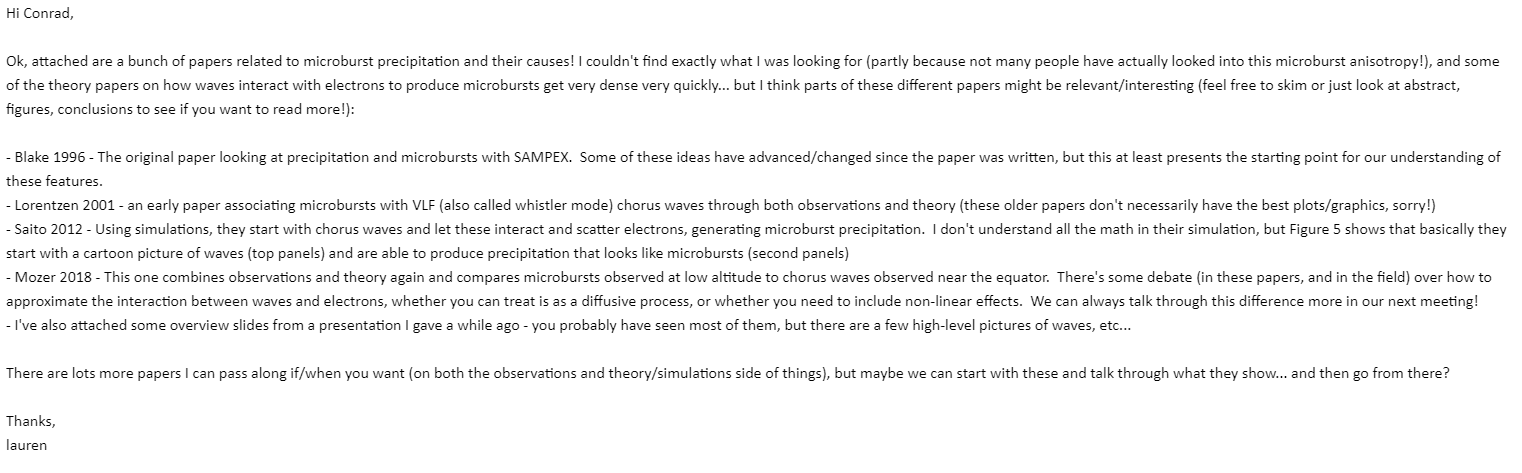 Hi Conrad,
Ok, attached are a bunch of papers related to microburst precipitation and their causes! I couldn't find exactly what I was looking for (partly because not many people have actually looked into this microburst anisotropy!), and some
of the theory papers on how waves interact with electrons to produce microbursts get very dense very quickly... but I think parts of these different papers might be relevant/interesting (feel free to skim or just look at abstract,
figures, conclusions to see if you want to read more!):
- Blake 1996 - The original paper looking at precipitation and microbursts with SAMPEX.  Some of these ideas have advanced/changed since the paper was written, but this at least presents the starting point for our understanding of
these features.
- Lorentzen 2001 - an early paper associating microbursts with VLF (also called whistler mode) chorus waves through both observations and theory (these older papers don't necessarily have the best plots/graphics, sorry!)
- Saito 2012 - Using simulations, they start with chorus waves and let these interact and scatter electrons, generating microburst precipitation.  I don't understand all the math in their simulation, but Figure 5 shows that basically they
start with a cartoon picture of waves (top panels) and are able to produce precipitation that looks like microbursts (second panels)
- Mozer 2018 - This one combines observations and theory again and compares microbursts observed at low altitude to chorus waves observed near the equator.  There's some debate (in these papers, and in the field) over how to
approximate the interaction between waves and electrons, whether you can treat is as a diffusive process, or whether you need to include non-linear effects.  We can always talk through this difference more in our next meeting!
- I've also attached some overview slides from a presentation I gave a while ago - you probably have seen most of them, but there are a few high-level pictures of waves, etc...
There are lots more papers I can pass along if/when you want (on both the observations and theory/simulations side of things), but maybe we can start with these and talk through what they show... and then go from there?
Thanks,
lauren